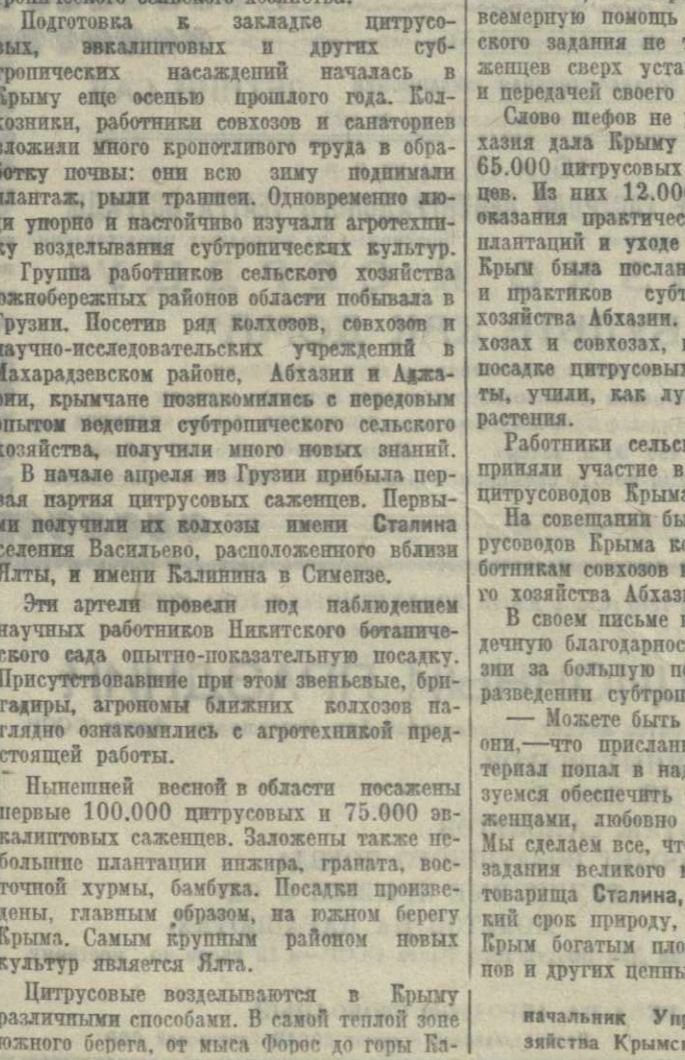 Подготовка к закладке цитрусо-
вых, эвкалиптовых и других суб-
тропических насаждений началась в
Крыму еще осенью прошлого года. Кол-
хозники, работники совхозов и санаториев
вложили много кропотливого труда в обра-
ботку почвы: они всю зиму поднимали
плантаж, рыли траншеи. Одновременно лю-
ди упорно и настойчиво изучали агротехни-
ку возделывания субтропических культур.
Группа работников сельского хозяйства
южнобережных районов области побывала в
Грузии. Посетив ряд колхозов, совхозов и
научно-исследовательских учреждений в
Махарадзевском районе, Абхазии и Аджа-
рии, крымчане познакомились с передовым
опытом ведения субтропического сельского
хозяйства, получили много новых знаний.
В начале апреля из Грузии прибыла пер-
вая партия цитрусовых саженцев. Первы-
ми получили их колхозы имени Сталина
селения Васильево, расположенного вблизи
Ялты, и имени Калинина в Симеизе.
Эти артели провели под наблюдением
научных работников Никитского ботаниче-
ского сада опытно-показательную посадку.
Присутствовавшие при этом звеньевые, бри-
гадиры, агрономы ближних колхозов на-
глядно ознакомились с агротехникой пред-
стоящей работы.
Нынешней весной в области посажены
первые 100.000 цитрусовых и 75.000 эв-
калиптовых саженцев. Заложены также не-
большие плантации инжира, граната, вос-
точной хурмы, бамбука. Посадки произве-
дены, главным образом, на южном берегу
Крыма. Самым крупным районом новых
культур является Ялта.
Цитрусовые возделываются в Крыму
различными способами. В самой теплой зоне
южного берега, от мыса Форос до горы Ка-
всемерную помощь
ского задания не
женцев сверх уста
и передачей своего
Слово шефов не
хазия дала Крыму
65.000 цитрусовых
цев. Из них 12.00
оказания практичес
плантаций и уходе
Крым была послан
и практиков субт
хозяйства Абхазии.
хозах и совхозах,
посадке цитрусовых
ты, учили, как лу
растения.
Работники сельс
приняли участие в
цитрусоводов Крыма
На совещании бы
русоводов Крыма к
ботникам совхозов
го хозяйства Абхаз
В своем письме
дечную благодарнос
зии за большую по
разведении субтроп
— Можете быть
они,—что прислан
териал попал в на
зуемся обеспечить
женцами, любовно
Мы сделаем все, чт
задания великого
товарища Сталина,
кий срок природу,
Крым богатым пло
нов и других ценны
начальник Упр
зяйства Крымс